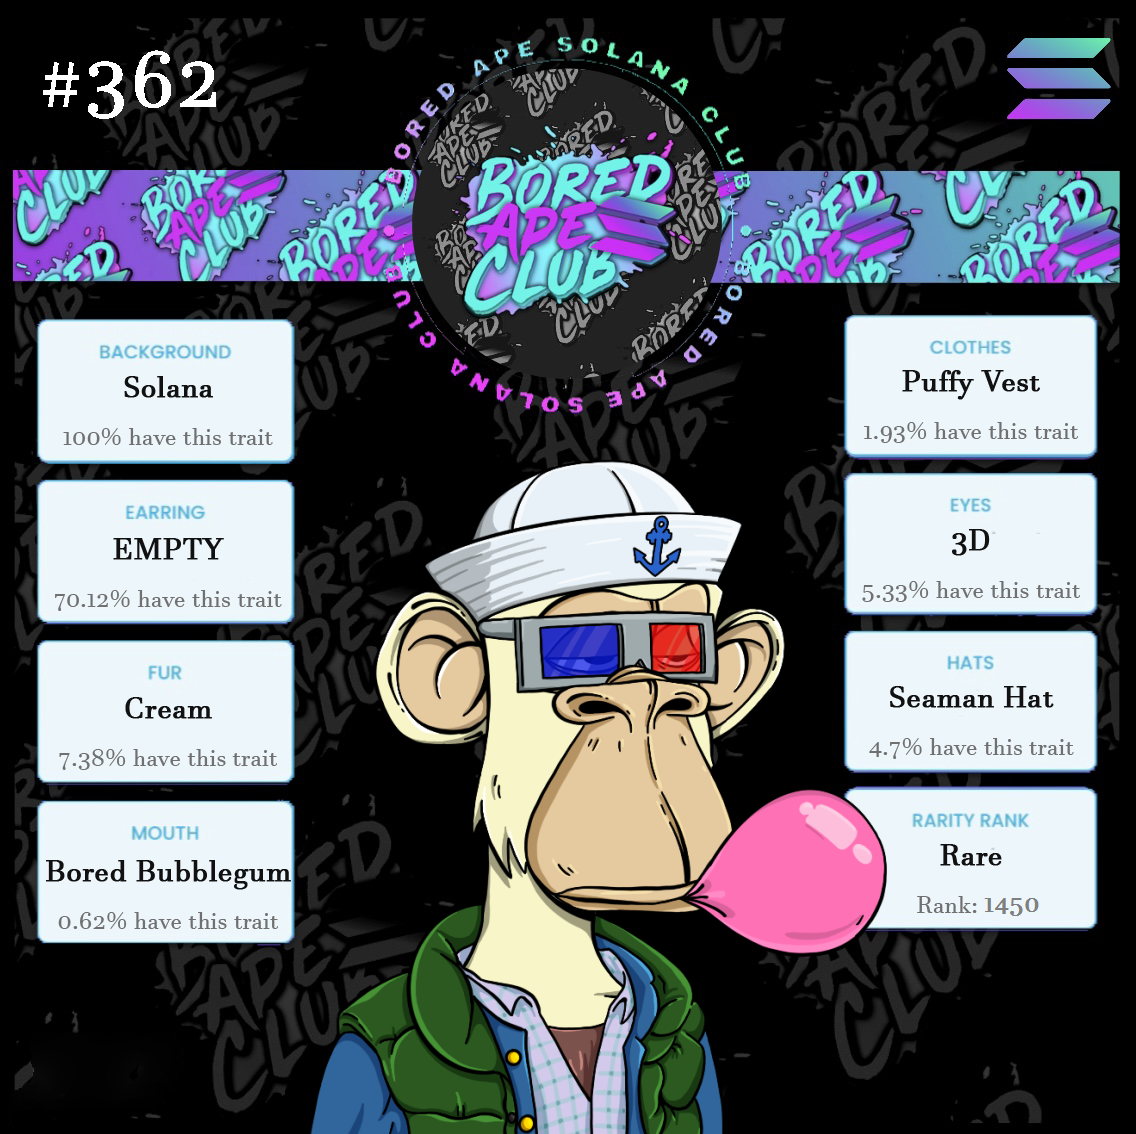 #362
BORED APE SOLANA CLUB
BORED APE SOLANA CLUB
BORED
APE
CLUB
BACKGROUND
Solana
100% have this trait
EARRING
EMPTY
70.12% have this trait
FUR
Cream
7.38% have this trait
MOUTH
Bored Bubblegum
0.62% have this trait
CLOTHES
Puffy Vest
1.93% have this trait
EYES
3D
5.33% have this trait
HATS
Seaman Hat
4.7% have this trait
RARITY RANK
Rare
Rank: 1450